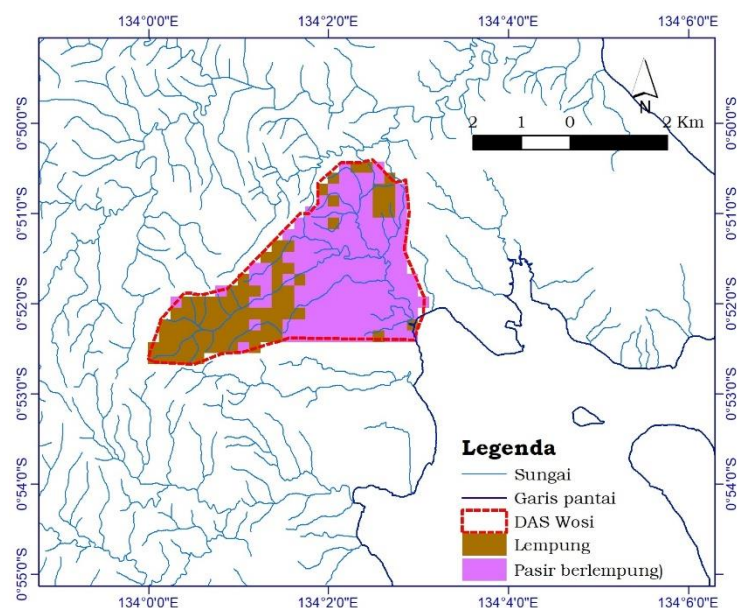 134°0'0"E 134°2'0"E 134°4'0"E 134°6'0"E
N
2 1 0 2 Km
0°50'0"S 0°50'0"S
0°51'0"S 0°51'0"S
0°52'0"S 0°52'0"S
0°53'0"S 0°53'0"S
0°54'0"S 0°54'0"S
0°55'0"S 0°55'0"S
Legenda
Sungai
Garis pantai
DAS Wosi
Lempung
Pasir berlempung)
134°0'0"E 134°2'0"E 134°4'0"E 134°6'0"E